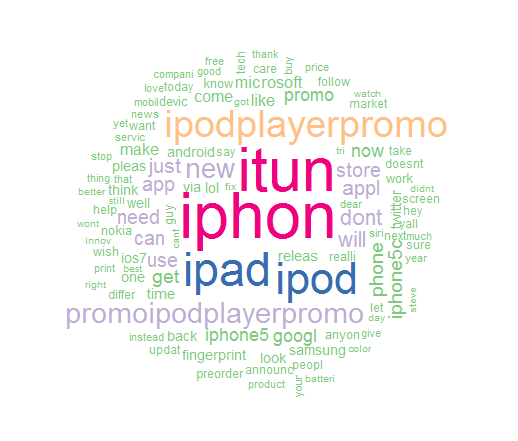 free
thank
compani
good
tech
care
buy
price
love
today
know
microsoft
follow
mobil
devic
come
got
like
promo
watch
market
news
yet
want
ipodplayerpromo
servic
make
android
say
tri
now
take
stop
pleas
just
new
itun
store
doesnt
thing
that
app
via
lol
fix
appl
work
didnt
better
think
still
well
iphon
dear
dont
screen
help
need
guy
twitter
hey
wont
nokia
can
cant
will
siri
yall
innov
next
much
wish
ios7
use
ipad
ipod
releas
realli
phone
iphone5c
sure
print
best
one
get
year
right
differ
time
steve
promoipodplayerpromo
let
day
instead
back
iphone5
googl
anyon
give
updat
fingerprint
look
samsung
color
preorder
announc
peopl
product
your
batteri